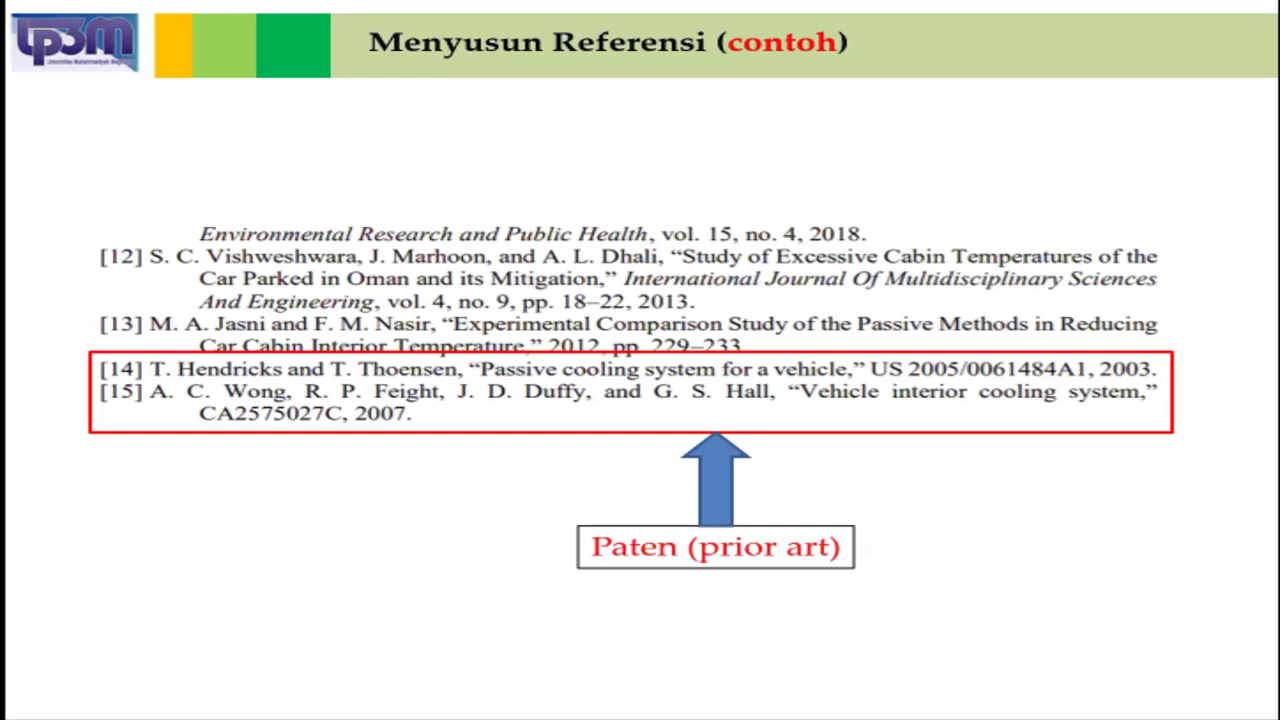 lp3m
Menyusun Referensi (contoh)
Environmental Research and Public Health, vol. 15, no. 4, 2018.
[12] S. C. Vishweshwara, J. Marhoon, and A. L. Dhali, “Study of Excessive Cabin Temperatures of the
Car Parked in Oman and its Mitigation,” International Journal Of Multidisciplinary Sciences
And Engineering, vol. 4, no. 9, pp. 18–22, 2013.
[13] M. A. Jasni and F. M. Nasir, “Experimental Comparison Study of the Passive Methods in Reducing
Car Cabin Interior Temperature,” 2012, pp. 229–233.
[14] T. Hendricks and T. Thoensen, “Passive cooling system for a vehicle,” US 2005/0061484A1, 2003.
[15] A. C. Wong, R. P. Feight, J. D. Duffy, and G. S. Hall, “Vehicle interior cooling system,”
CA2575027C, 2007.
Paten (prior art)